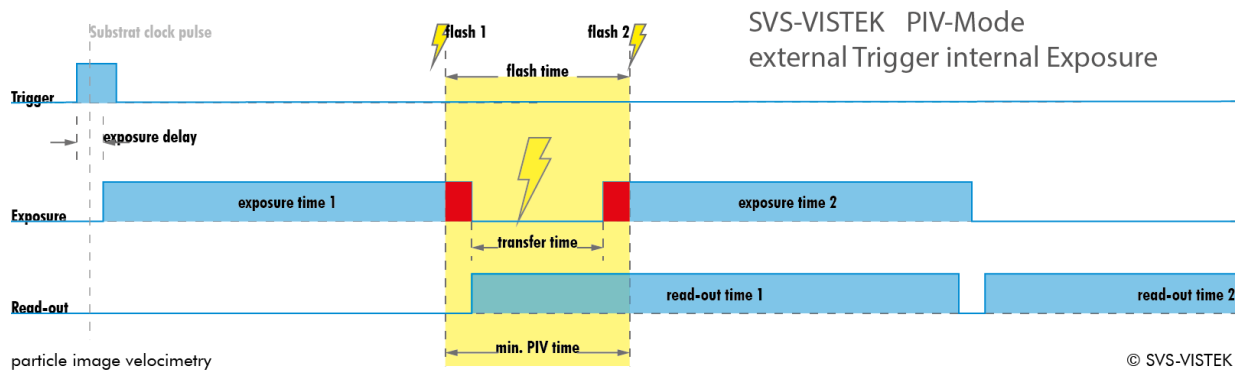 SVS-VISTEK PIV-Mode
external Trigger internal Exposure
Substrat clock pulse
flash 1
flash 2
flash time
Trigger
exposure delay
exposure time 1
exposure time 2
Exposure
transfer time
read-out time 1
read-out time 2
Read-out
min. PIV time
particle image velocimetry
© SVS-VISTEK